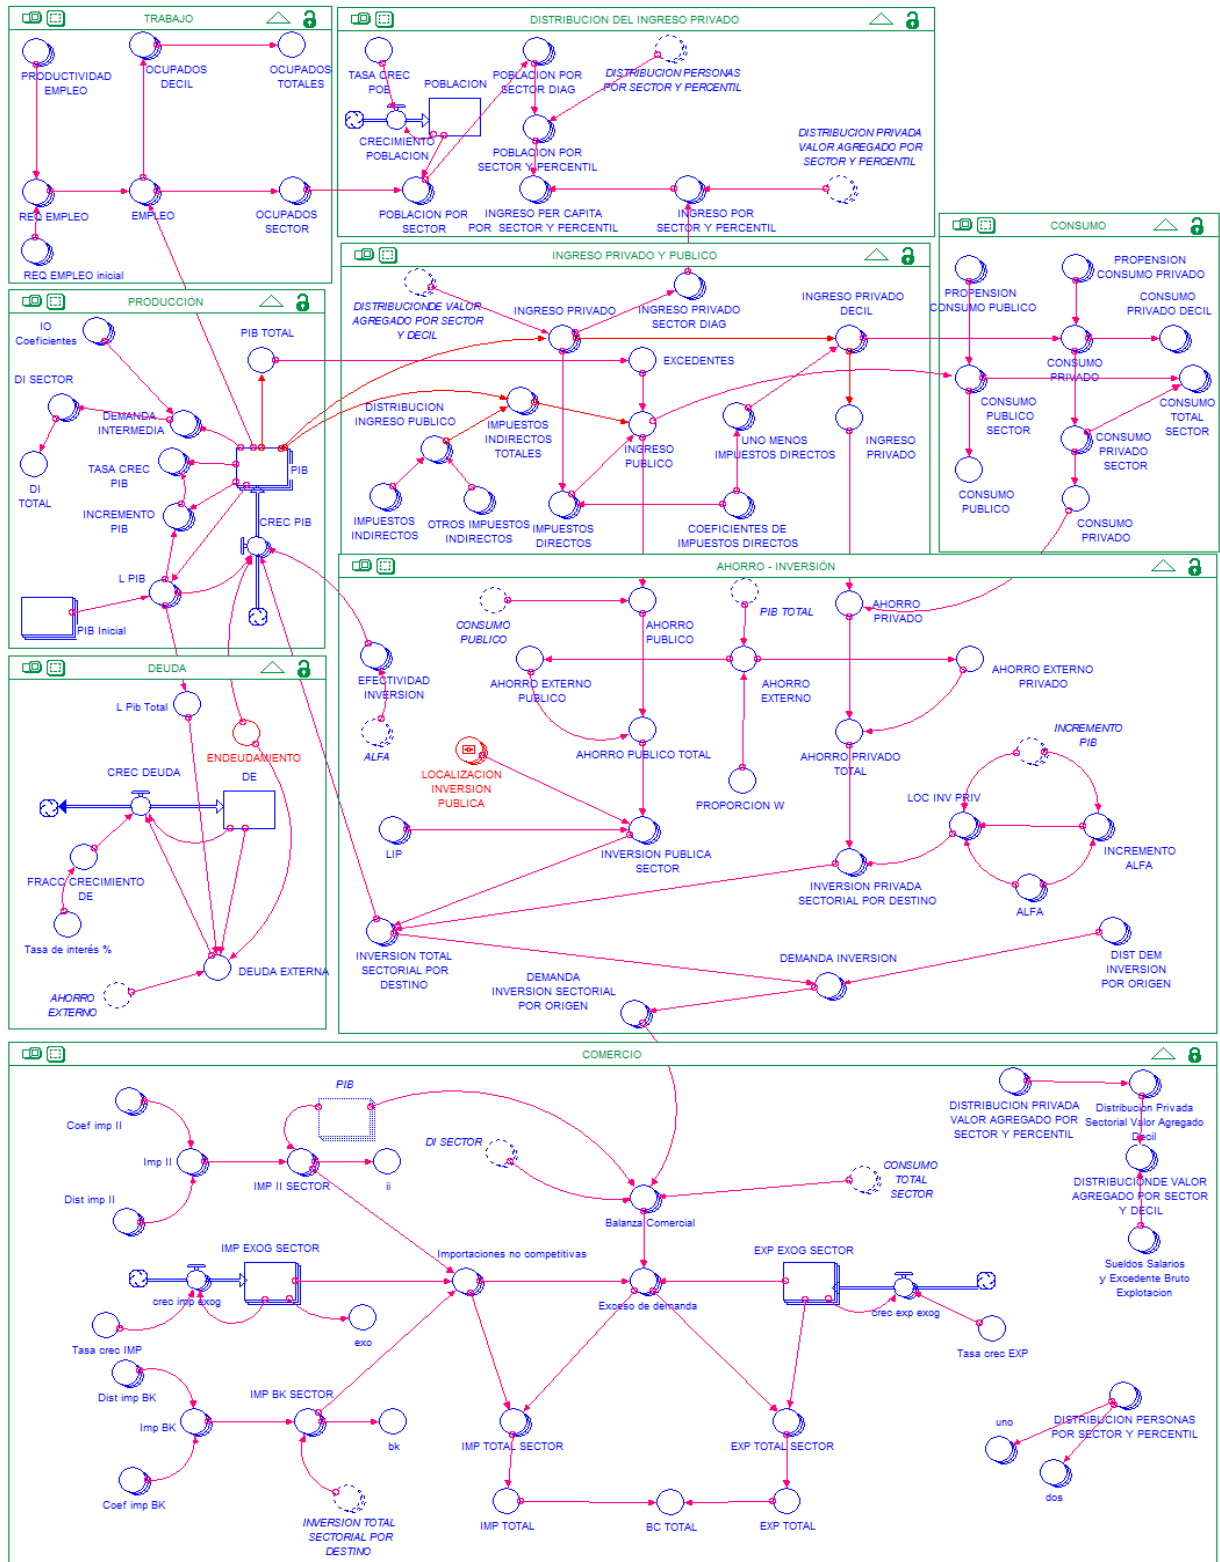 TRABAJO
PRODUCTIVIDAD
EMPLEO
OCUPADOS
DECIL
OCUPADOS
TOTALES
REQ EMPLEO
EMPLEO
OCUPADOS
SECTOR
REQ EMPLEO inicial
DISTRIBUCION DEL INGRESO PRIVADO
TASA CREC
POB
POBLACION
CRECIMIENTO
POBLACION
POBLACION POR
SECTOR DIAG
DISTRIBUCION PERSONAS
POR SECTOR Y PERCENTIL
POBLACION POR
SECTOR Y PERCENTIL
DISTRIBUCION PRIVADA
VALOR AGREGADO POR
SECTOR Y PERCENTIL
POBLACION POR
SECTOR
INGRESO PER CAPITA
POR SECTOR Y PERCENTIL
INGRESO POR
SECTOR Y PERCENTIL
CONSUMO
PROPENSION
CONSUMO PUBLICO
PROPENSION
CONSUMO PRIVADO
CONSUMO
PRIVADO DECIL
CONSUMO
PRIVADO
CONSUMO
PUBLICO
SECTOR
CONSUMO
TOTAL
SECTOR
CONSUMO
PRIVADO
SECTOR
CONSUMO
PUBLICO
CONSUMO
PRIVADO
PRODUCCIÓN
IO
Coeficientes
PIB TOTAL
DI SECTOR
DEMANDA
INTERMEDIA
TASA CREC
PIB
PIB
DI
TOTAL
INCREMENTO
PIB
CREC PIB
L PIB
PIB Inicial
INGRESO PRIVADO Y PUBLICO
DISTRIBUCIONDE VALOR
AGREGADO POR SECTOR
Y DECIL
INGRESO PRIVADO
INGRESO PRIVADO
SECTOR DIAG
INGRESO PRIVADO
DECIL
EXCEDENTES
DISTRIBUCION
INGRESO PUBLICO
IMPUESTOS
INDIRECTOS
TOTALES
INGRESO
PUBLICO
UNO MENOS
IMPUESTOS DIRECTOS
INGRESO
PRIVADO
IMPUESTOS
INDIRECTOS
OTROS IMPUESTOS
INDIRECTOS
IMPUESTOS
DIRECTOS
COEFICIENTES DE
IMPUESTOS DIRECTOS
AHORRO - INVERSIÓN
CONSUMO
PUBLICO
AHORRO
PUBLICO
PIB TOTAL
AHORRO
PRIVADO
EFECTIVIDAD
INVERSION
AHORRO EXTERNO
PUBLICO
AHORRO
EXTERNO
AHORRO EXTERNO
PRIVADO
ALFA
AHORRO PUBLICO TOTAL
AHORRO PRIVADO
TOTAL
INCREMENTO
PIB
LOCALIZACION
INVERSION
PUBLICA
PROPORCION W
LOC INV PRIV
LIP
INVERSION PUBLICA
SECTOR
INVERSION PRIVADA
SECTORIAL POR DESTINO
INCREMENTO
ALFA
ALFA
INVERSION TOTAL
SECTORIAL POR
DESTINO
DEMANDA INVERSION
DEMANDA
INVERSION SECTORIAL
POR ORIGEN
DIST DEM
INVERSION
POR ORIGEN
DEUDA
L Pib Total
ENDEUDAMIENTO
DE
CREC DEUDA
FRACC CRECIMIENTO
DE
Tasa de interés %
DEUDA EXTERNA
AHORRO
EXTERNO
COMERCIO
PIB
Coef imp II
Imp II
Dist imp II
IMP II SECTOR
ii
DI SECTOR
CONSUMO
TOTAL
SECTOR
Balanza Comercial
DISTRIBUCION PRIVADA
VALOR AGREGADO POR
SECTOR Y PERCENTIL
Distribucion Privada
Sectorial Valor Agregado
Decil
DISTRIBUCIONDE VALOR
AGREGADO POR SECTOR
Y DECIL
Sueldos Salarios
y Excedente Bruto
Explotacion
IMP EXOG SECTOR
Importaciones no competitivas
EXP EXOG SECTOR
crec imp exog
Exceso de demanda
crec exp exog
Tasa crec IMP
exo
Tasa crec EXP
Dist imp BK
IMP BK SECTOR
Imp BK
bk
Coef imp BK
INVERSION TOTAL
SECTORIAL POR
DESTINO
IMP TOTAL SECTOR
EXP TOTAL SECTOR
IMP TOTAL
BC TOTAL
EXP TOTAL
uno
DISTRIBUCION PERSONAS
POR SECTOR Y PERCENTIL
dos